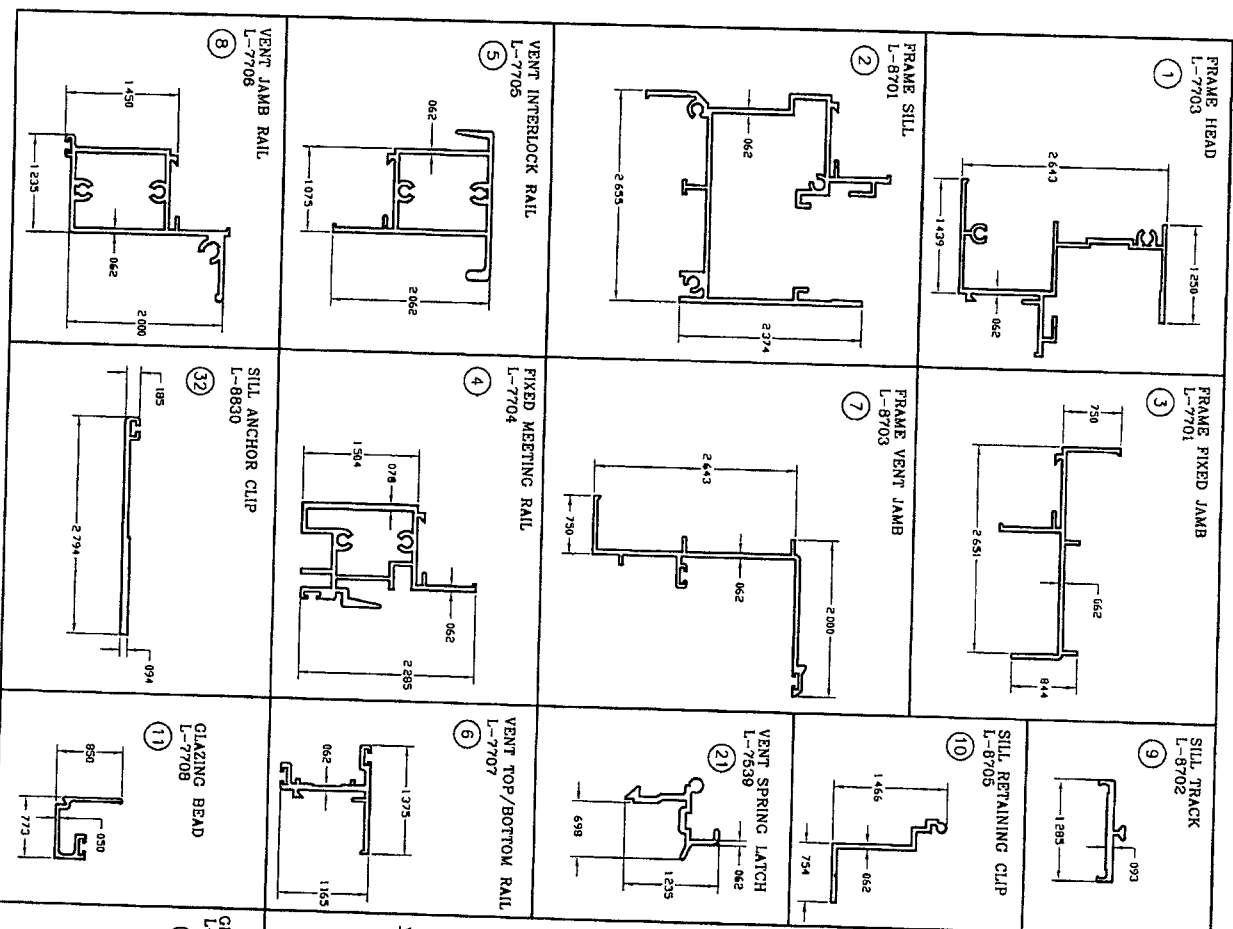 FRAME HEAD
L-7703
1
2 643
1 250
1 439
062
FRAME FIXED JAMB
L-7701
3
750
2 651
062
844
SILL TRACK
L-8702
9
1 285
093
FRAME SILL
L-8701
2
062
2 655
2 374
FRAME VENT JAMB
L-8703
7
2 643
750
062
2 000
SILL RETAINING CLIP
L-8705
10
1 466
062
754
VENT SPRING LATCH
L-7539
21
698
062
1 235
VENT INTERLOCK RAIL
L-7705
5
062
1 075
2 062
FIXED MEETING RAIL
L-7704
4
1 504
078
062
2 285
VENT TOP/BOTTOM RAIL
L-7707
6
062
1 375
1 165
VENT JAMB RAIL
L-7706
8
1 450
1 235
062
2 000
SILL ANCHOR CLIP
L-8830
32
185
2 794
094
GLAZING BEAD
L-7708
11
850
050
773